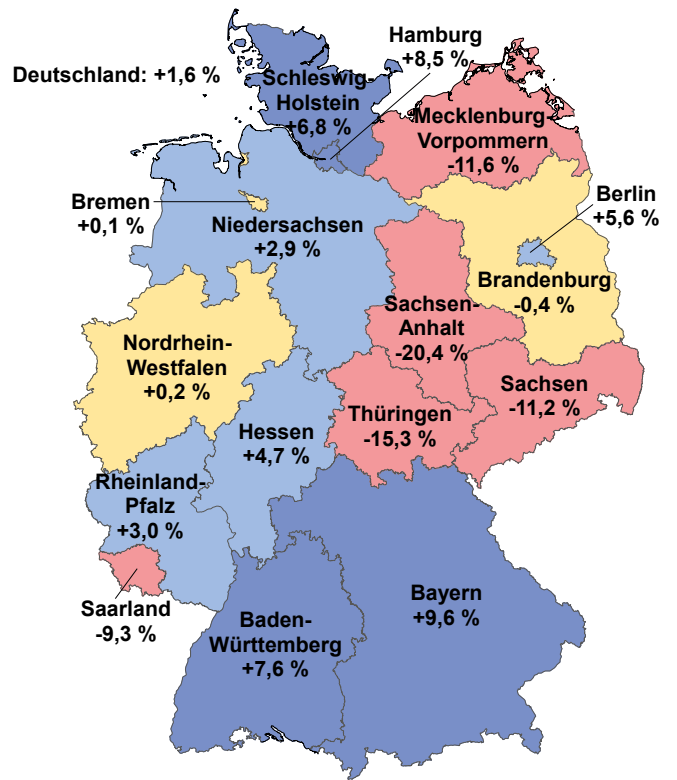 Hamburg
+8,5 %
Deutschland: +1,6 %
Schleswig-
Holstein
+6,8 %
Mecklenburg-
Vorpommern
-11,6 %
Bremen
+0,1 %
Niedersachsen
+2,9 %
Berlin
+5,6 %
Brandenburg
-0,4 %
Sachsen-
Anhalt
-20,4 %
Nordrhein-
Westfalen
+0,2 %
Sachsen
-11,2 %
Thüringen
-15,3 %
Hessen
+4,7 %
Rheinland-
Pfalz
+3,0 %
Saarland
-9,3 %
Bayern
+9,6 %
Baden-
Württemberg
+7,6 %